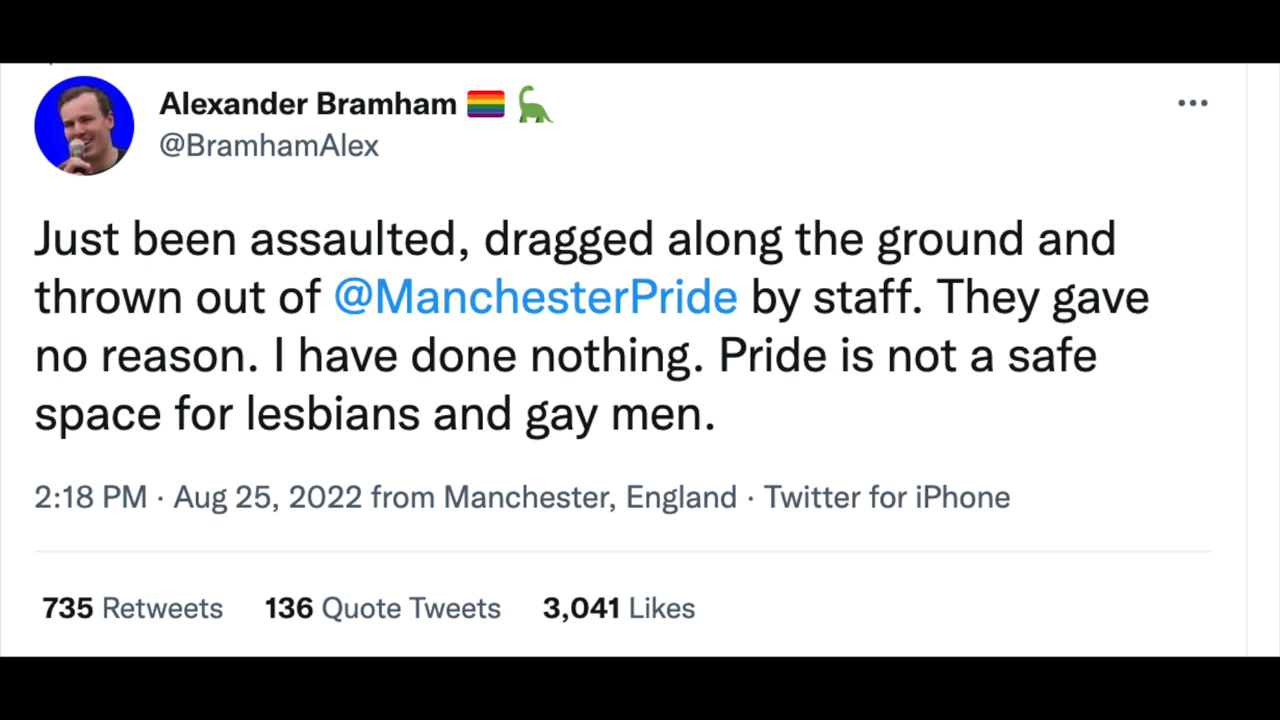 Alexander Bramham 🏳️‍🌈 🦕
@BramhamAlex
Just been assaulted, dragged along the ground and
thrown out of @ManchesterPride by staff. They gave
no reason. I have done nothing. Pride is not a safe
space for lesbians and gay men.
2:18 PM · Aug 25, 2022 from Manchester, England · Twitter for iPhone
735 Retweets 136 Quote Tweets 3,041 Likes